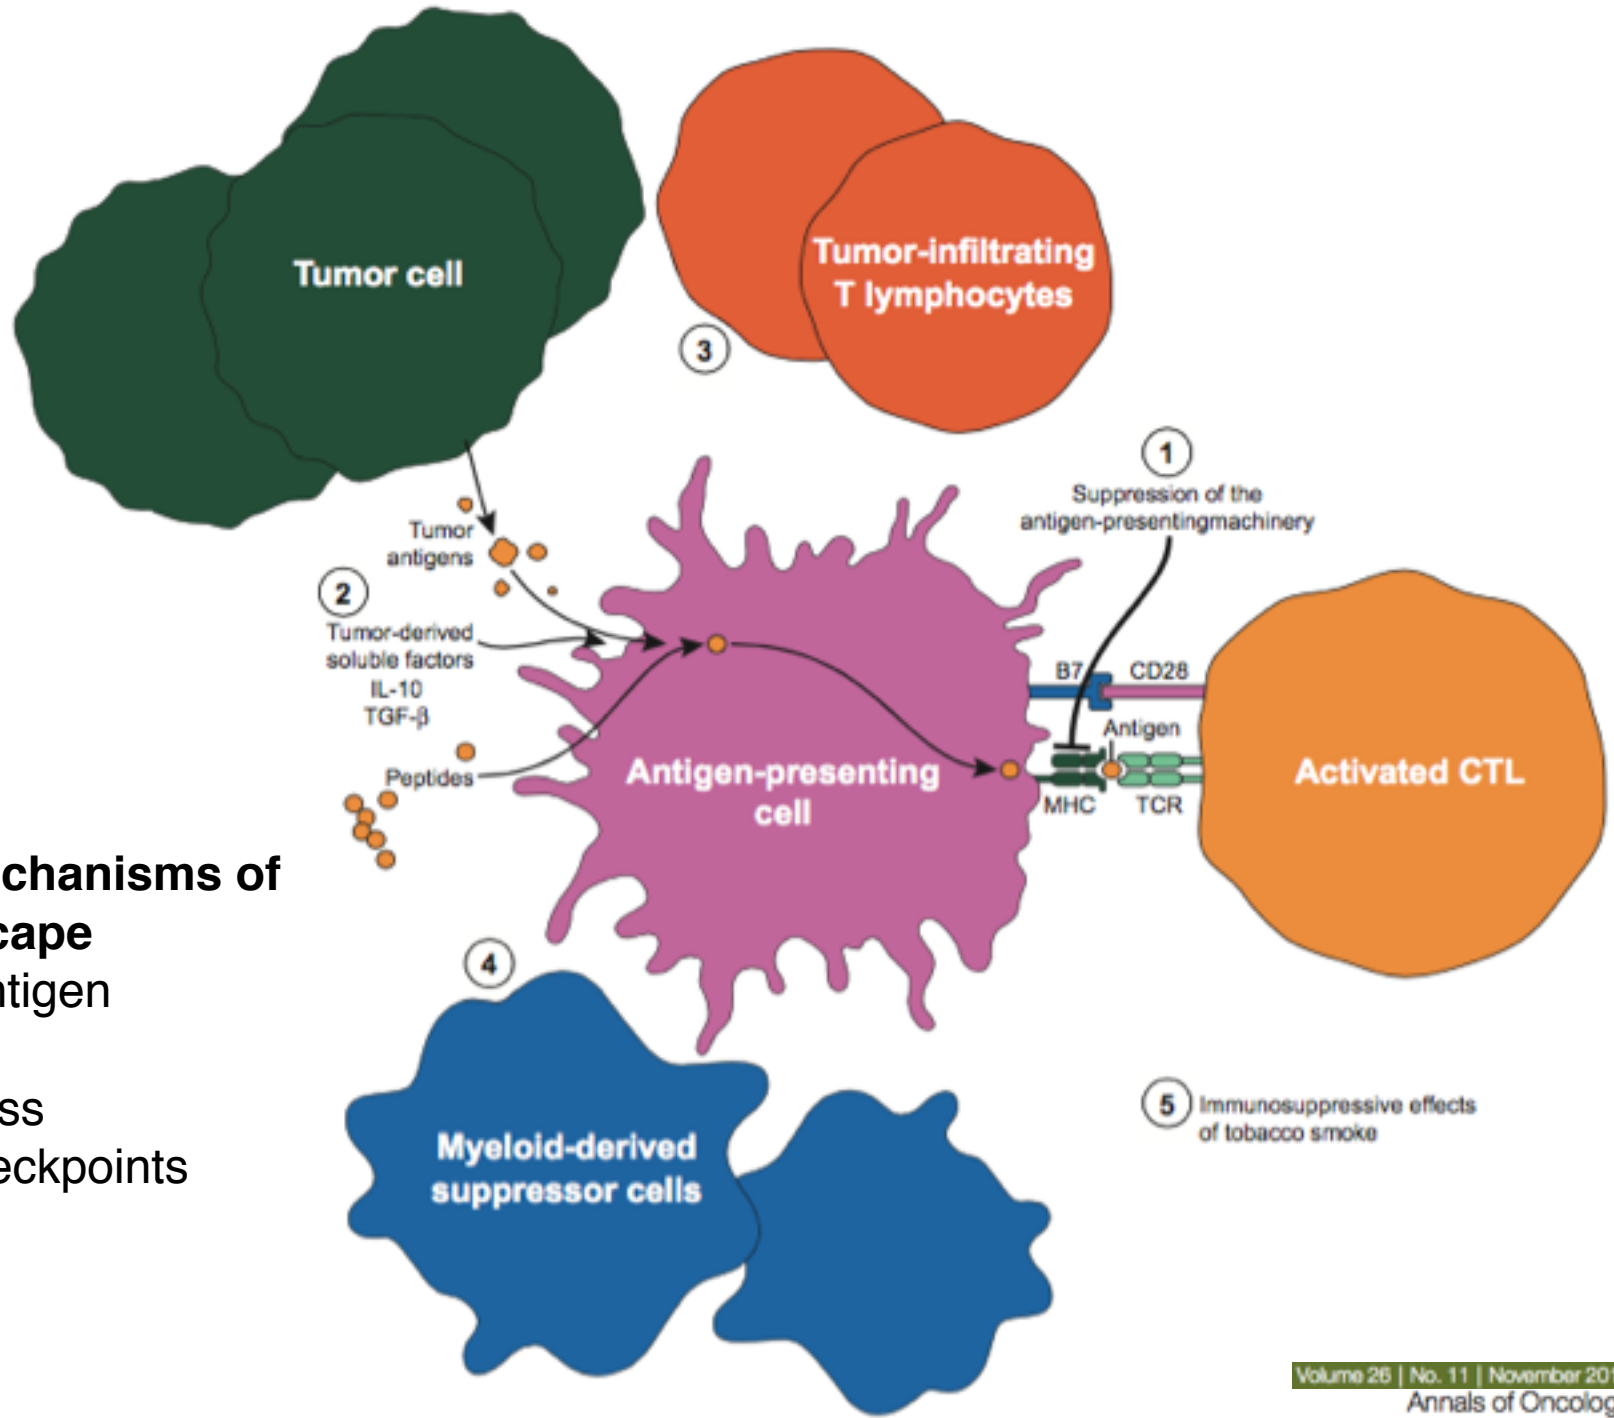 Tumor cell
Tumor-infiltrating
T lymphocytes
3
1
Suppression of the
antigen-presentingmachinery
Tumor
antigens
2
Tumor-derived
soluble factors
IL-10
TGF-β
Peptides
B7
CD28
Antigen
MHC
TCR
Antigen-presenting
cell
Activated CTL
chanisms of
cape
ntigen
ss
eckpoints
4
Myeloid-derived
suppressor cells
5
Immunosuppressive effects
of tobacco smoke
Volume 26 | No. 11 | November 201
Annals of Oncolog